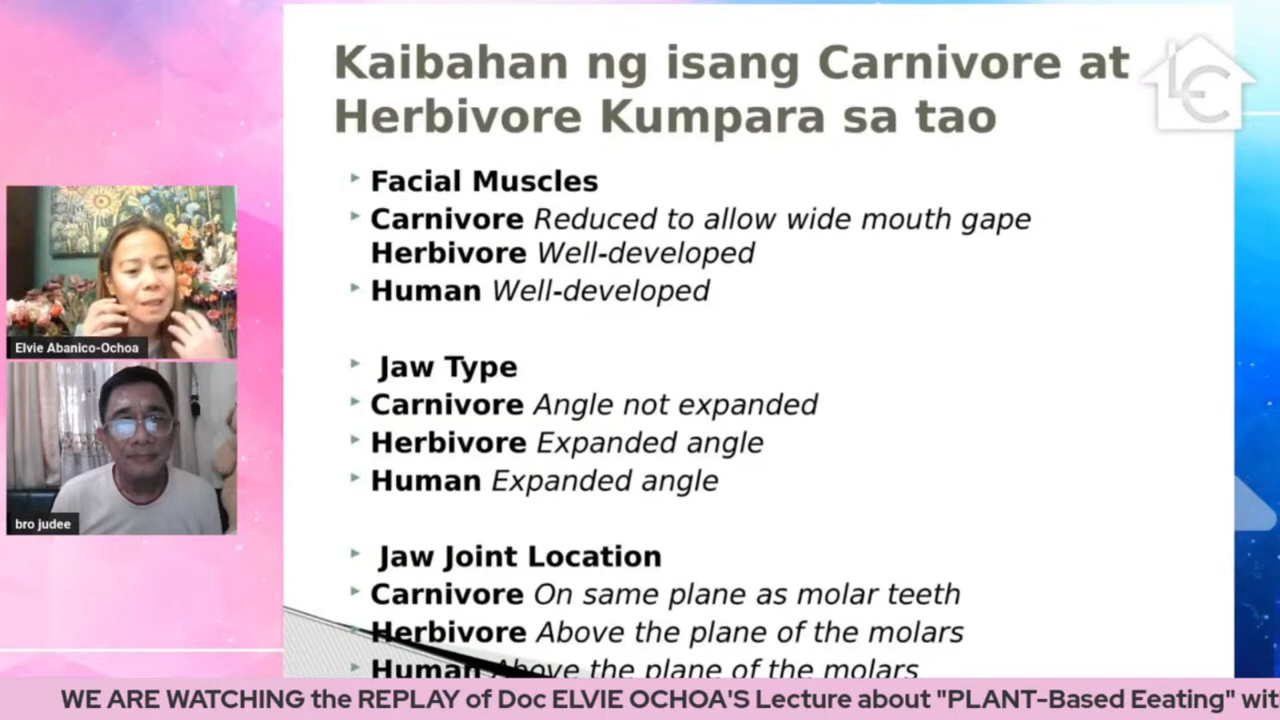 Kaibahan ng isang Carnivore at
Herbivore Kumpara sa tao
LEC
Facial Muscles
Carnivore Reduced to allow wide mouth gape
Herbivore Well-developed
Human Well-developed
Jaw Type
Carnivore Angle not expanded
Herbivore Expanded angle
Human Expanded angle
Jaw Joint Location
Carnivore On same plane as molar teeth
Herbivore Above the plane of the molars
Human Above the plane of the molars
Elvie Abanico-Ochoa
bro judee
WE ARE WATCHING the REPLAY of Doc ELVIE OCHOA'S Lecture about "PLANT-Based Eeating" wit